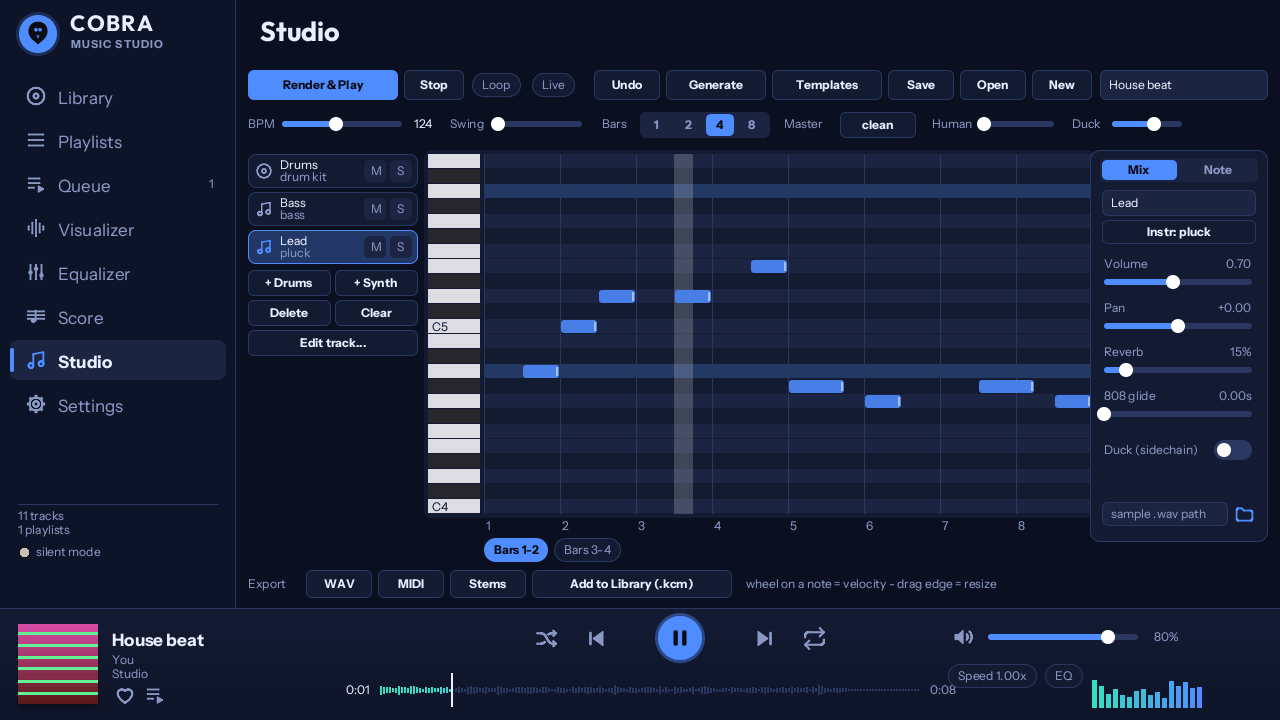 COBRA
MUSIC STUDIO
Library
Playlists
Queue 1
Visualizer
Equalizer
Score
Studio
Settings
11 tracks
1 playlists
silent mode
Studio
Render & Play Stop Loop Live Undo Generate Templates Save Open New House beat
BPM 124 Swing Bars 1 2 4 8 Master clean Human Duck
Drums
drum kit
M S
Bass
bass
M S
Lead
pluck
M S
+ Drums + Synth
Delete Clear
Edit track...
C5
C4
1 2 3 4 5 6 7 8
Bars 1-2 Bars 3-4
Mix Note
Lead
Instr: pluck
Volume 0.70
Pan +0.00
Reverb 15%
808 glide 0.00s
Duck (sidechain)
sample .wav path
Export WAV MIDI Stems Add to Library (.kcm) wheel on a note = velocity - drag edge = resize
House beat
You
Studio
0:01 0:08
80%
Speed 1.00x EQ